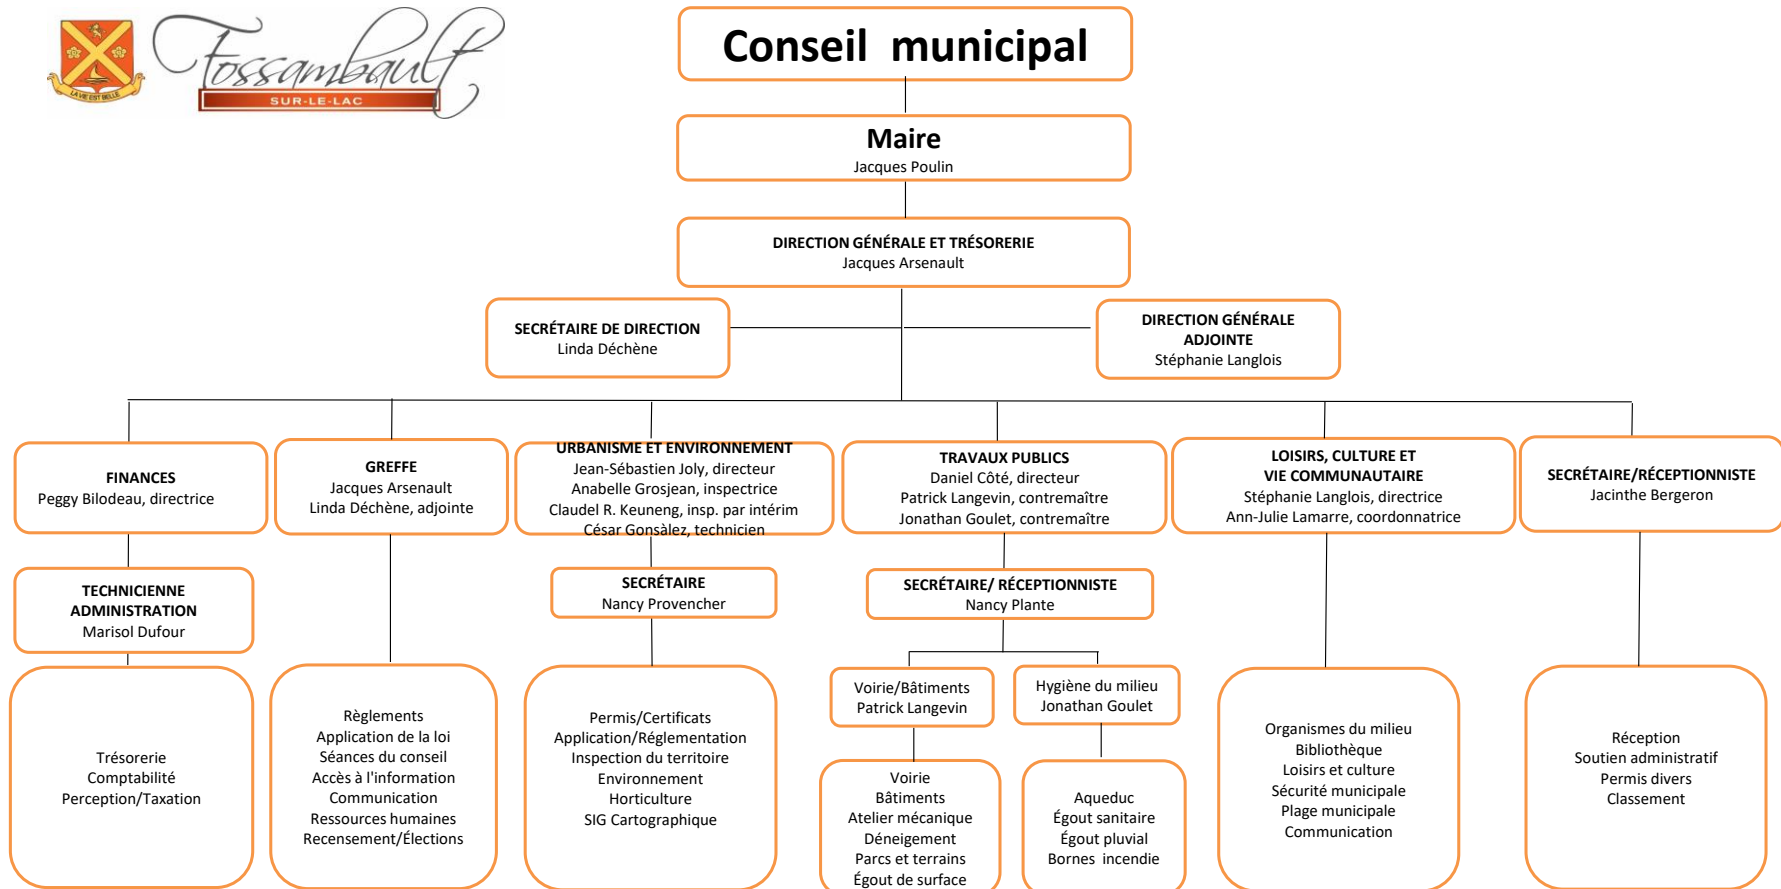 LA VIE EST BELLE
Fossambault
SUR-LE-LAC
Conseil  municipal
Maire
Jacques Poulin
DIRECTION GÉNÉRALE ET TRÉSORERIE
Jacques Arsenault
SECRÉTAIRE DE DIRECTION
Linda Déchène
DIRECTION GÉNÉRALE
ADJOINTE
Stéphanie Langlois
FINANCES
Peggy Bilodeau, directrice
GREFFE
Jacques Arsenault
Linda Déchène, adjointe
URBANISME ET ENVIRONNEMENT
Jean-Sébastien Joly, directeur
Anabelle Grosjean, inspectrice
Claudel R. Keuneng, insp. par intérim
César Gonsàlez, technicien
TRAVAUX PUBLICS
Daniel Côté, directeur
Patrick Langevin, contremaître
Jonathan Goulet, contremaître
LOISIRS, CULTURE ET
VIE COMMUNAUTAIRE
Stéphanie Langlois, directrice
Ann-Julie Lamarre, coordonnatrice
SECRÉTAIRE/RÉCEPTIONNISTE
Jacinthe Bergeron
TECHNICIENNE
ADMINISTRATION
Marisol Dufour
SECRÉTAIRE
Nancy Provencher
SECRÉTAIRE/ RÉCEPTIONNISTE
Nancy Plante
Voirie/Bâtiments
Patrick Langevin
Hygiène du milieu
Jonathan Goulet
Trésorerie
Comptabilité
Perception/Taxation
Règlements
Application de la loi
Séances du conseil
Accès à l'information
Communication
Ressources humaines
Recensement/Élections
Permis/Certificats
Application/Réglementation
Inspection du territoire
Environnement
Horticulture
SIG Cartographique
Voirie
Bâtiments
Atelier mécanique
Déneigement
Parcs et terrains
Égout de surface
Aqueduc
Égout sanitaire
Égout pluvial
Bornes  incendie
Organismes du milieu
Bibliothèque
Loisirs et culture
Sécurité municipale
Plage municipale
Communication
Réception
Soutien administratif
Permis divers
Classement